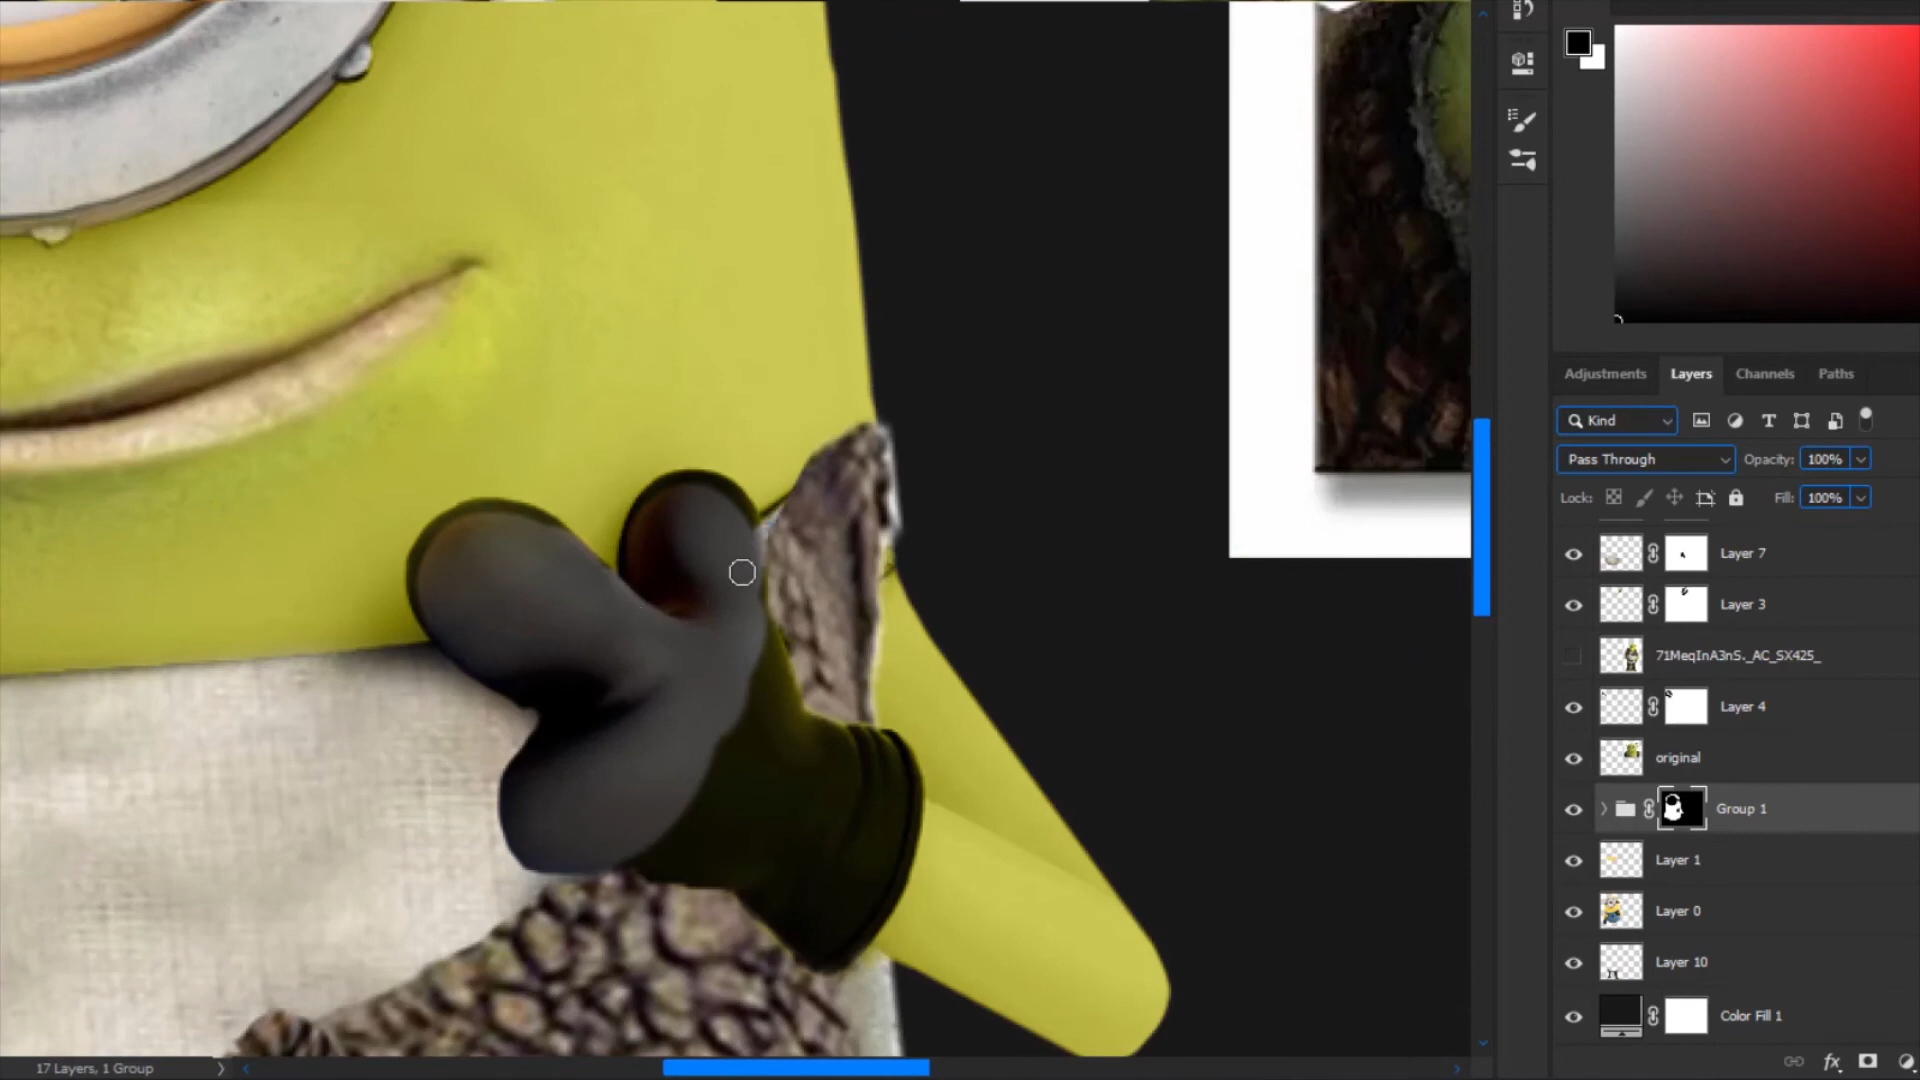 Adjustments Layers Channels Paths
Kind
Pass Through Opacity: 100%
Lock: Fill: 100%
Layer 7
Layer 3
71MeqInA3nS._AC_SX425_
Layer 4
original
Group 1
Layer 1
Layer 0
Layer 10
Color Fill 1
fx
17 Layers, 1 Group